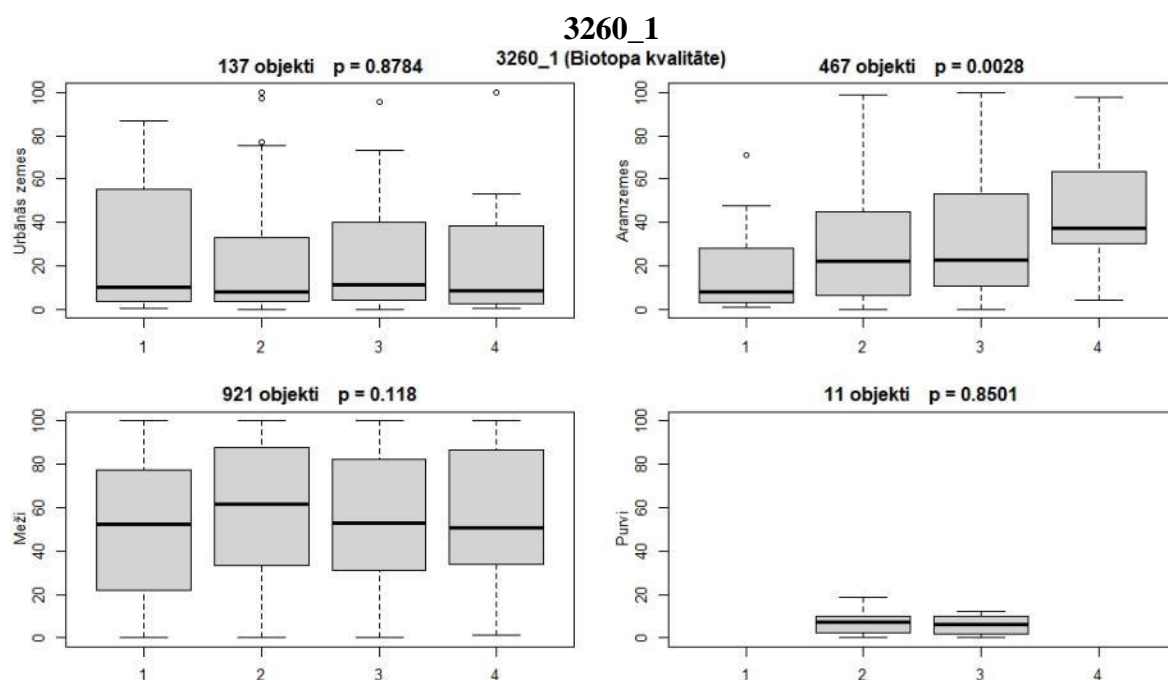 3260_1
3260_1 (Biotopa kvalitāte)
137 objekti p = 0.8784
Urbānās zemes
0 20 40 60 80 100
1 2 3 4
467 objekti p = 0.0028
Aramzemes
0 20 40 60 80 100
1 2 3 4
921 objekti p = 0.118
Meži
0 20 40 60 80 100
1 2 3 4
11 objekti p = 0.8501
Purvi
0 20 40 60 80 100
1 2 3 4